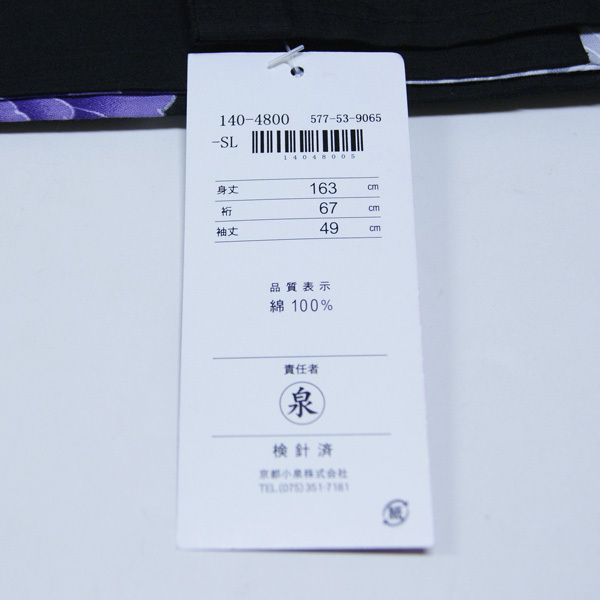 140-4800 577-53-9065
-SL
14048005
身丈 163 cm
裄 67 cm
袖丈 49 cm
品質表示
綿 100%
責任者
泉
検針済
京都小泉株式会社
TEL.(075)351-7181
紙